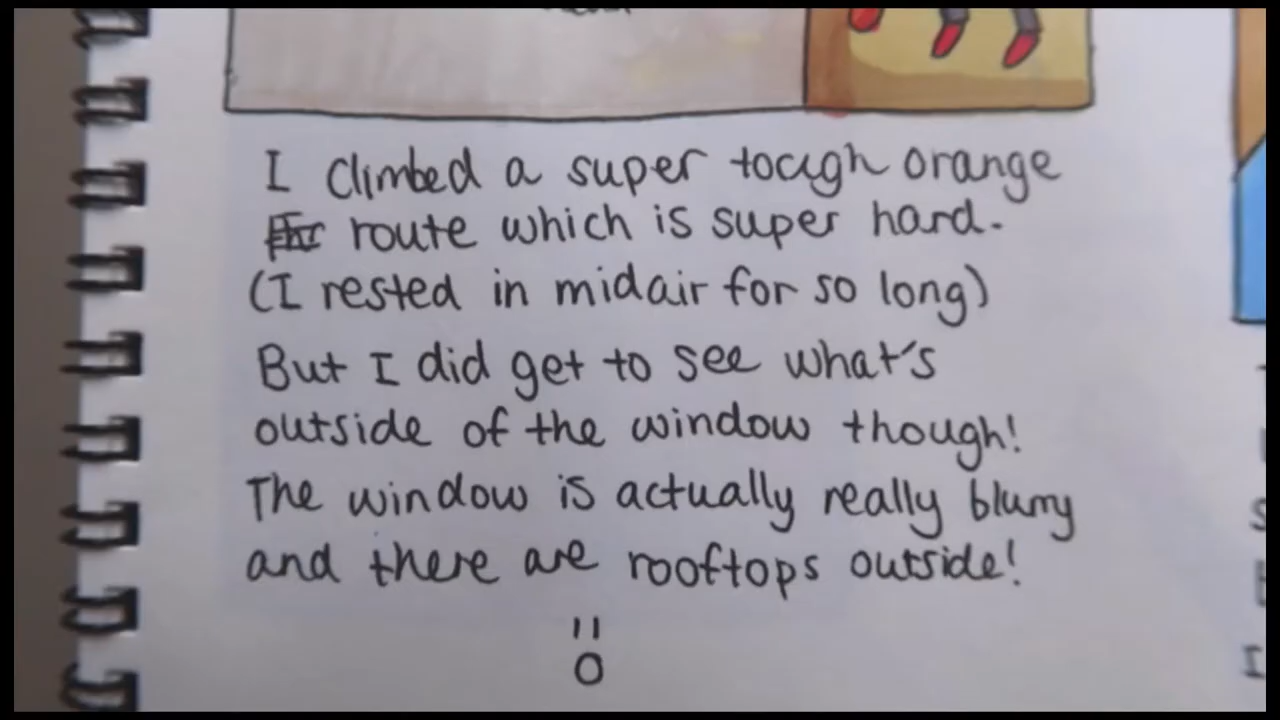 I climbed a super tough orange
route which is super hard.
(I rested in midair for so long)
But I did get to see what's
outside of the window though!
The window is actually really blurry
and there are rooftops outside!